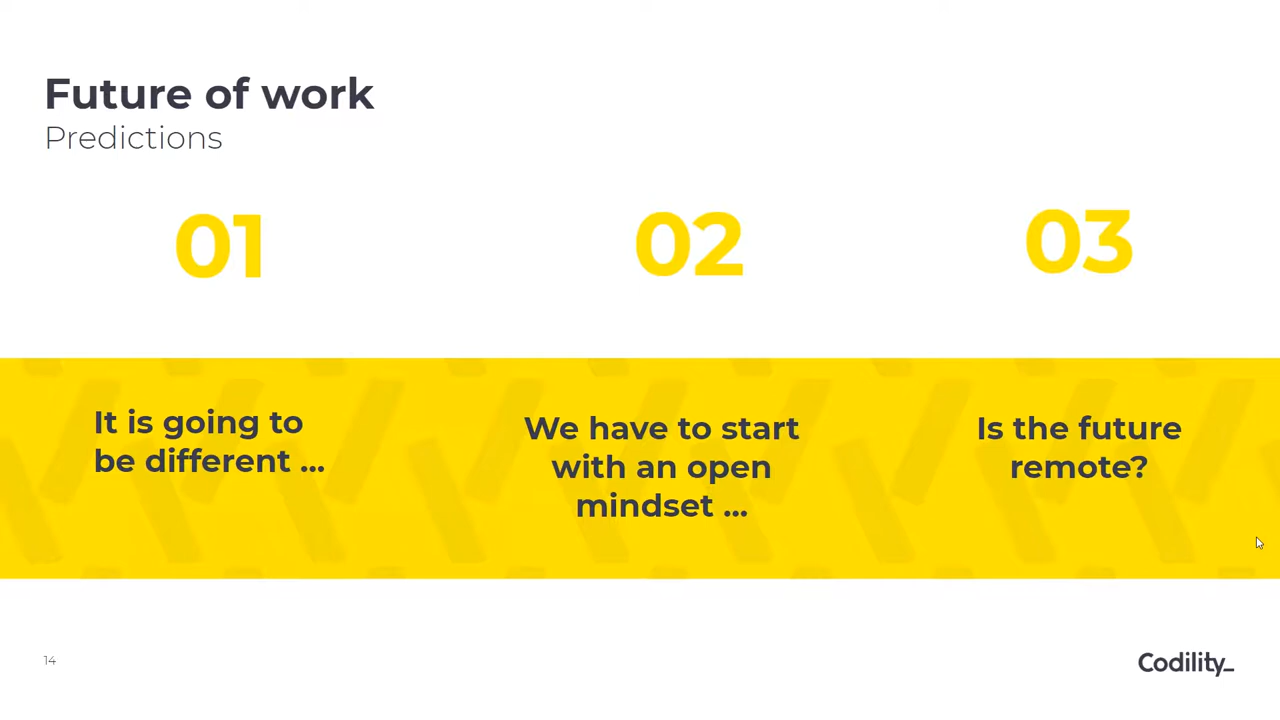 Future of work
Predictions
01
02
03
It is going to
be different ...
We have to start
with an open
mindset ...
Is the future
remote?
14
Codility_